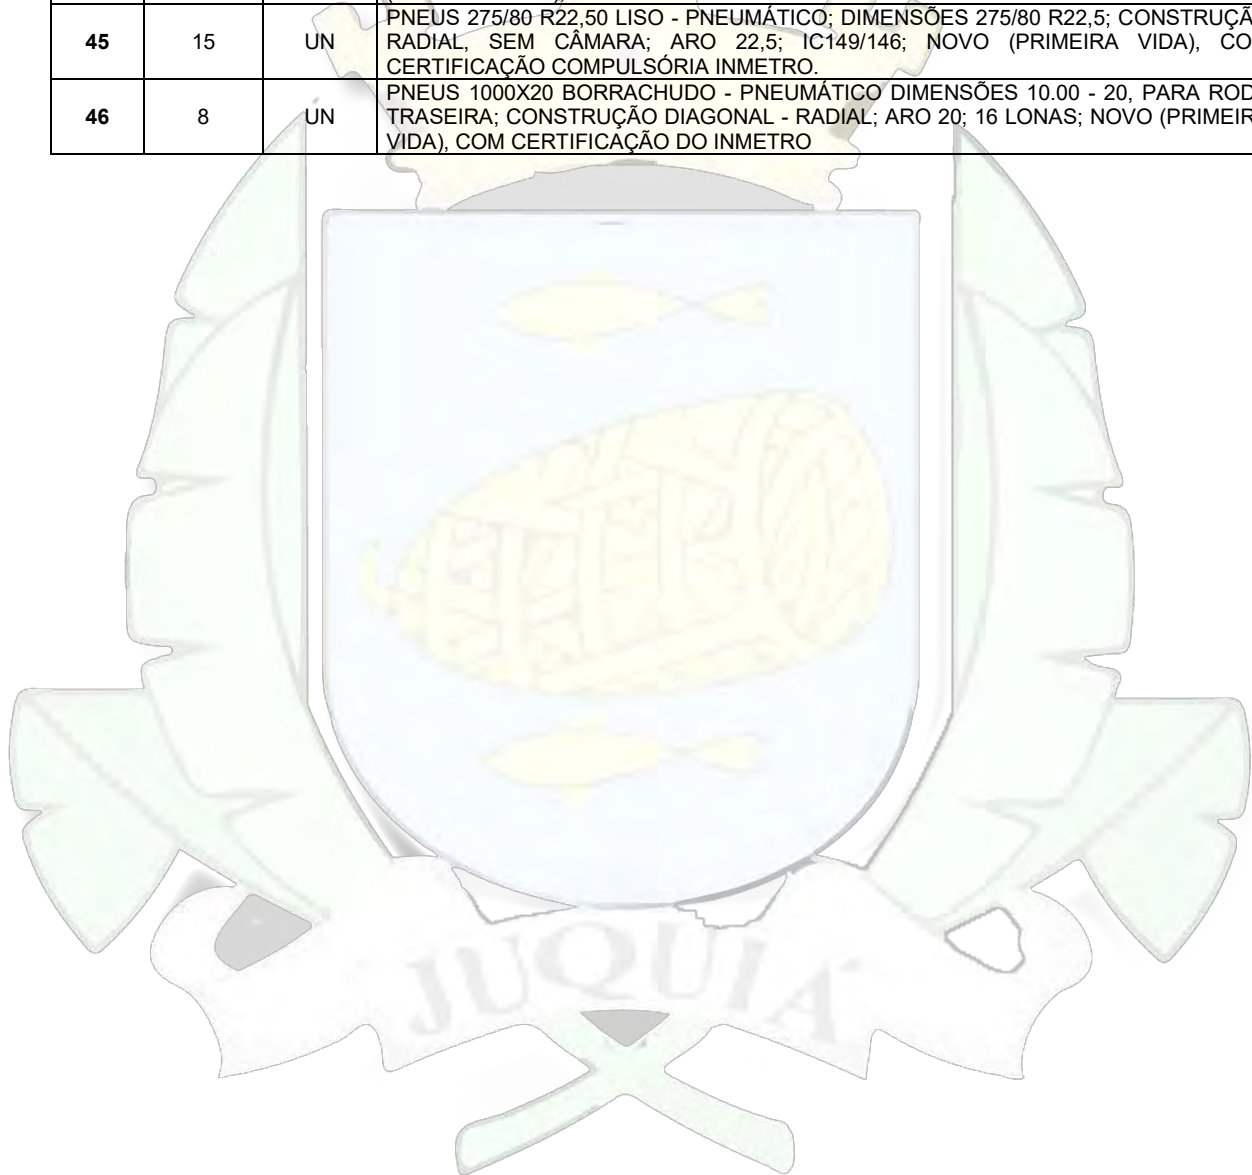 45 15 UN PNEUS 275/80 R22,50 LISO - PNEUMÁTICO; DIMENSÕES 275/80 R22,5; CONSTRUÇÃ
RADIAL, SEM CÂMARA; ARO 22,5; IC149/146; NOVO (PRIMEIRA VIDA), CO
CERTIFICAÇÃO COMPULSÓRIA INMETRO.
46 8 UN PNEUS 1000X20 BORRACHUDO - PNEUMÁTICO DIMENSÕES 10.00 - 20, PARA ROD
TRASEIRA; CONSTRUÇÃO DIAGONAL - RADIAL; ARO 20; 16 LONAS; NOVO (PRIMEIR
VIDA), COM CERTIFICAÇÃO DO INMETRO
JUQUIÁ